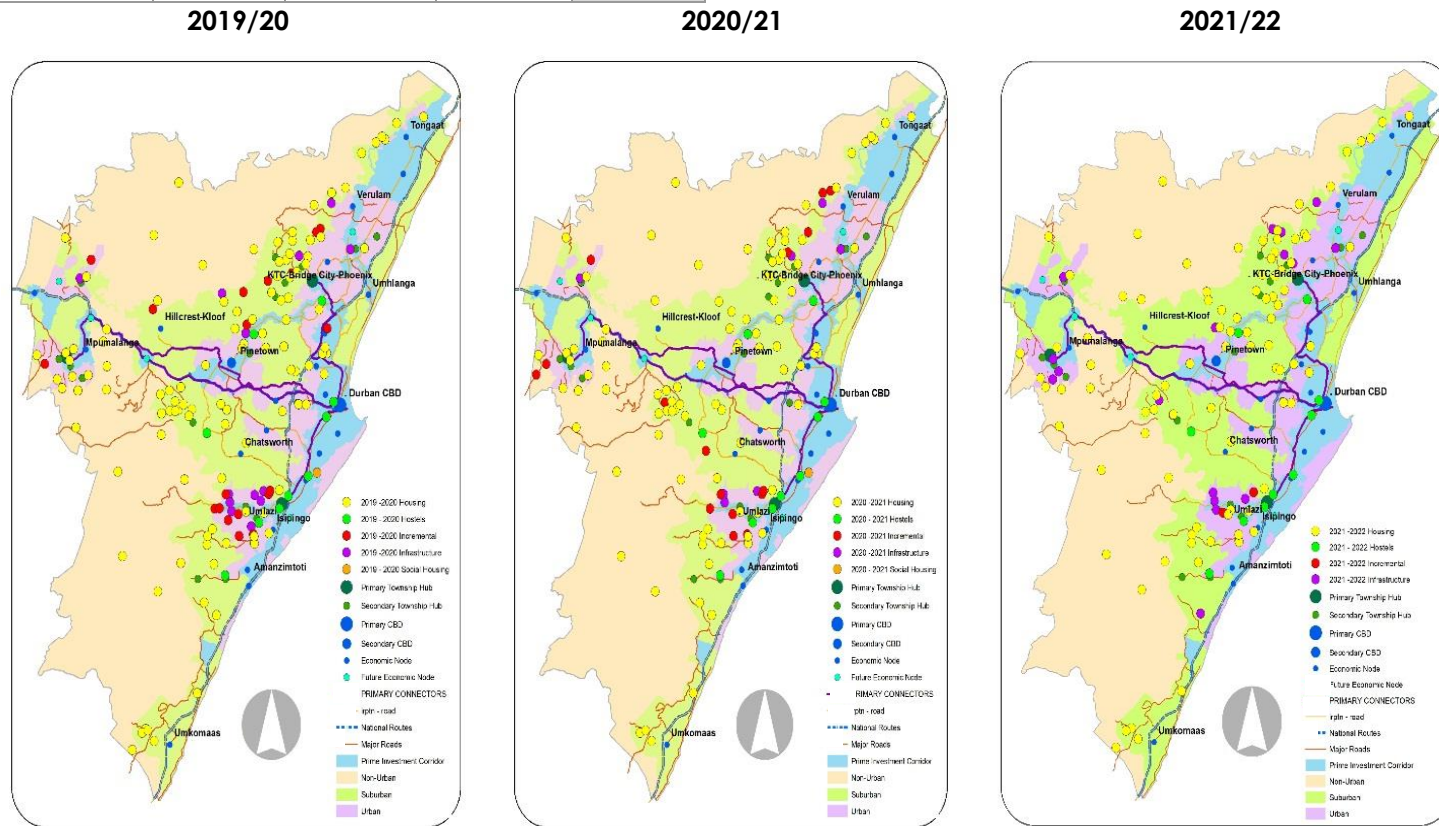 2019/20
2020/21
2021/22
Tongaat
Verulam
KTC-Bridge City-Phoenix
Umhlanga
Hillcrest-Kloof
Mpumalanga
Pinetown
. Durban CBD
Chatsworth
Umlazi
Isipingo
Amanzimtoti
Umkomaas
2019 -2020 Housing
2019 - 2020 Hostels
2019 -2020 Incremental
2019 -2020 Infrastructure
2019 - 2020 Social Housing
Primary Township Hub
Secondary Township Hub
Primary CBD
Secondary CBD
Economic Node
Future Economic Node
PRIMARY CONNECTORS
irptn - road
National Routes
Major Roads
Prime Investment Corridor
Non-Urban
Suburban
Urban
Tongaat
Verulam
KTC-Bridge City-Phoenix
Umhlanga
Hillcrest-Kloof
Mpumalanga
Pinetown
. Durban CBD
Chatsworth
Umlazi
Isipingo
Amanzimtoti
Umkomaas
2020 -2021 Housing
2020 - 2021 Hostels
2020 -2021 Incremental
2020 -2021 Infrastructure
2020 - 2021 Social Housing
Primary Township Hub
Secondary Township Hub
Primary CBD
Secondary CBD
Economic Node
Future Economic Node
RIMARY CONNECTORS
irptn - road
National Routes
Major Roads
Prime Investment Corridor
Non-Urban
Suburban
Urban
Tongaat
Verulam
KTC-Bridge City-Phoenix
Umhlanga
Hillcrest-Kloof
Mpumalanga
Pinetown
. Durban CBD
Chatsworth
Umlazi
Isipingo
Amanzimtoti
Umkomaas
2021 -2022 Housing
2021 - 2022 Hostels
2021 -2022 Incremental
2021 -2022 Infrastructure
Primary Township Hub
Secondary Township Hub
Primary CBD
Secondary CBD
Economic Node
Future Economic Node
PRIMARY CONNECTORS
irptn - road
National Routes
Major Roads
Prime Investment Corridor
Non-Urban
Suburban
Urban